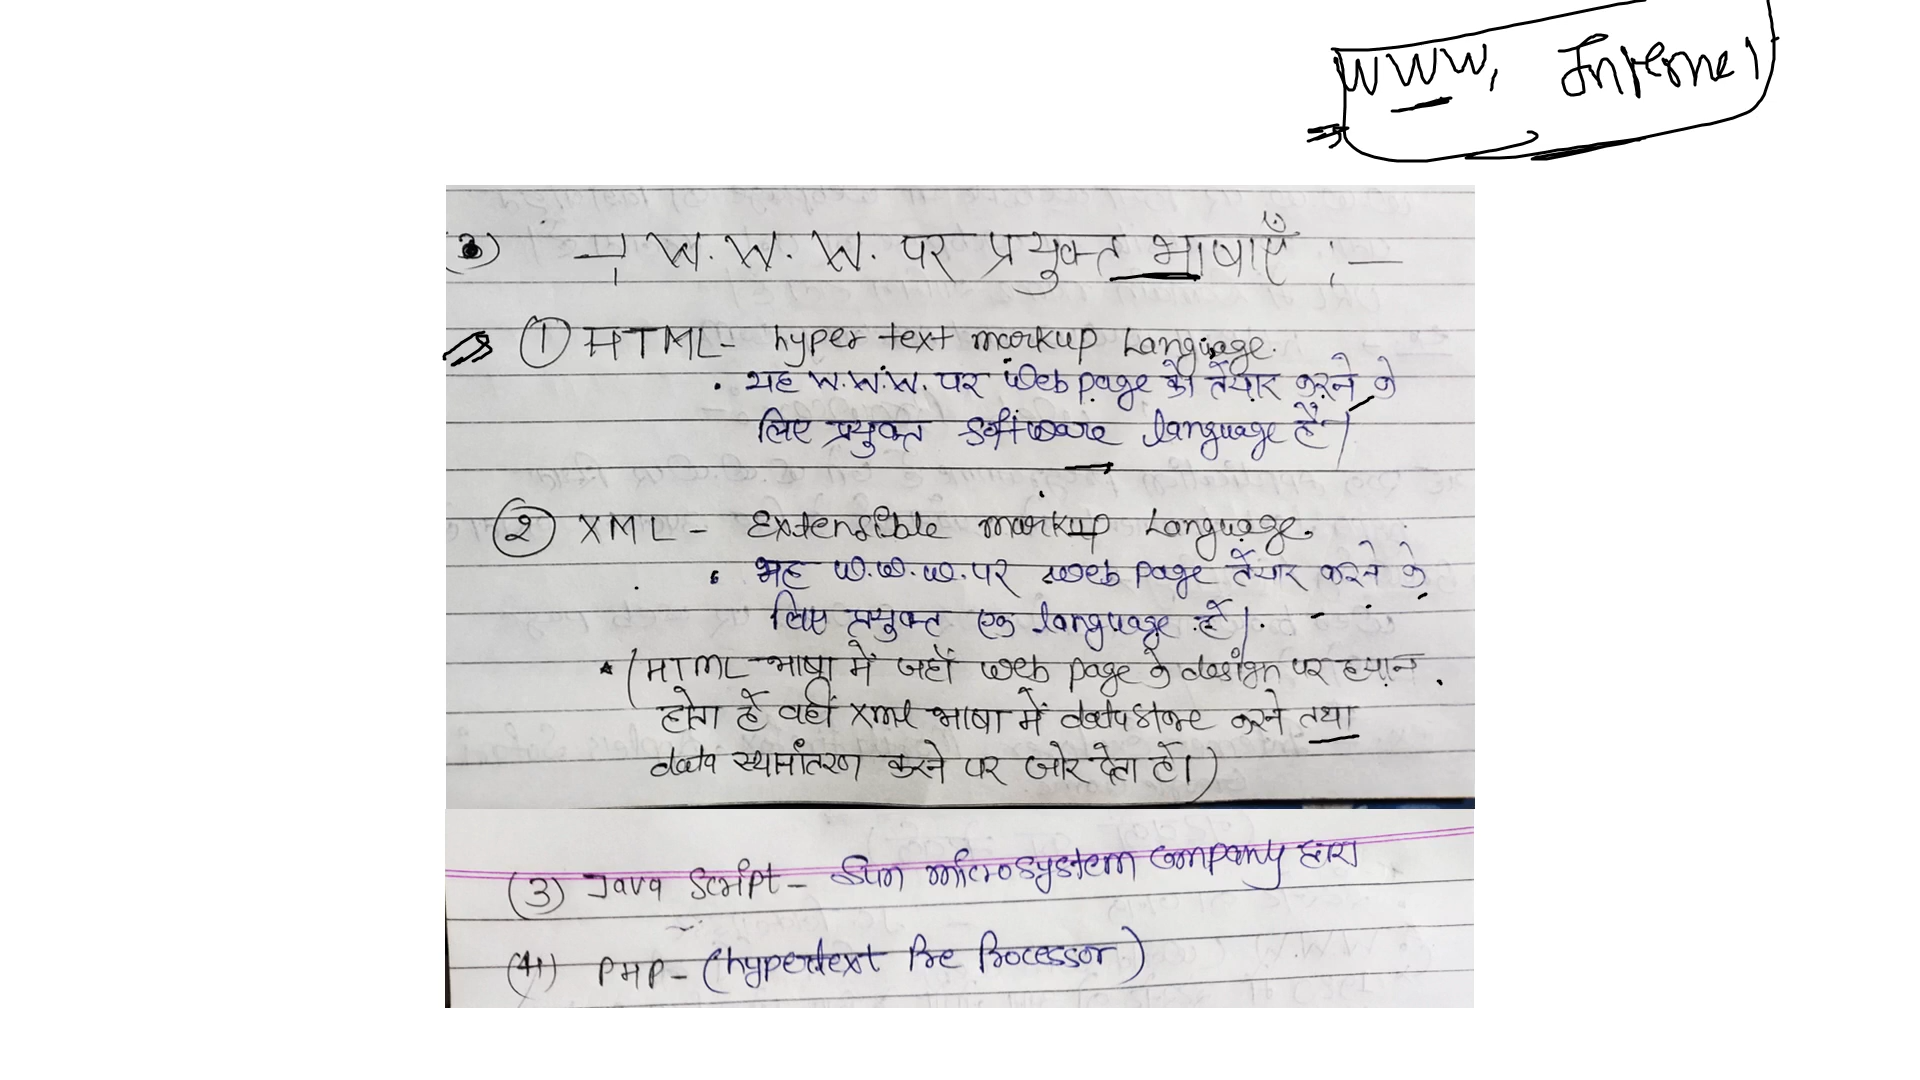 www, Internet
(3) → W. W. W. पर प्रयुक्त भाषाएँ :—
① HTML- hyper text markup Language.
• यह W.W.W. पर web page को तैयार करने के
लिए प्रयुक्त software language है।
② XML - Extensible markup Language.
• यह W.W.W. पर web page तैयार करने के
लिए प्रयुक्त एक language है।
* (HTML भाषा में जहाँ web page के design पर ध्यान
होता है वहीं xml भाषा में data store करने तथा
data स्थानांतरण करने पर जोर देता है।)
(3) Java Script - Sun microsystem company द्वारा
(4) PHP- (hypertext Pre Processor)